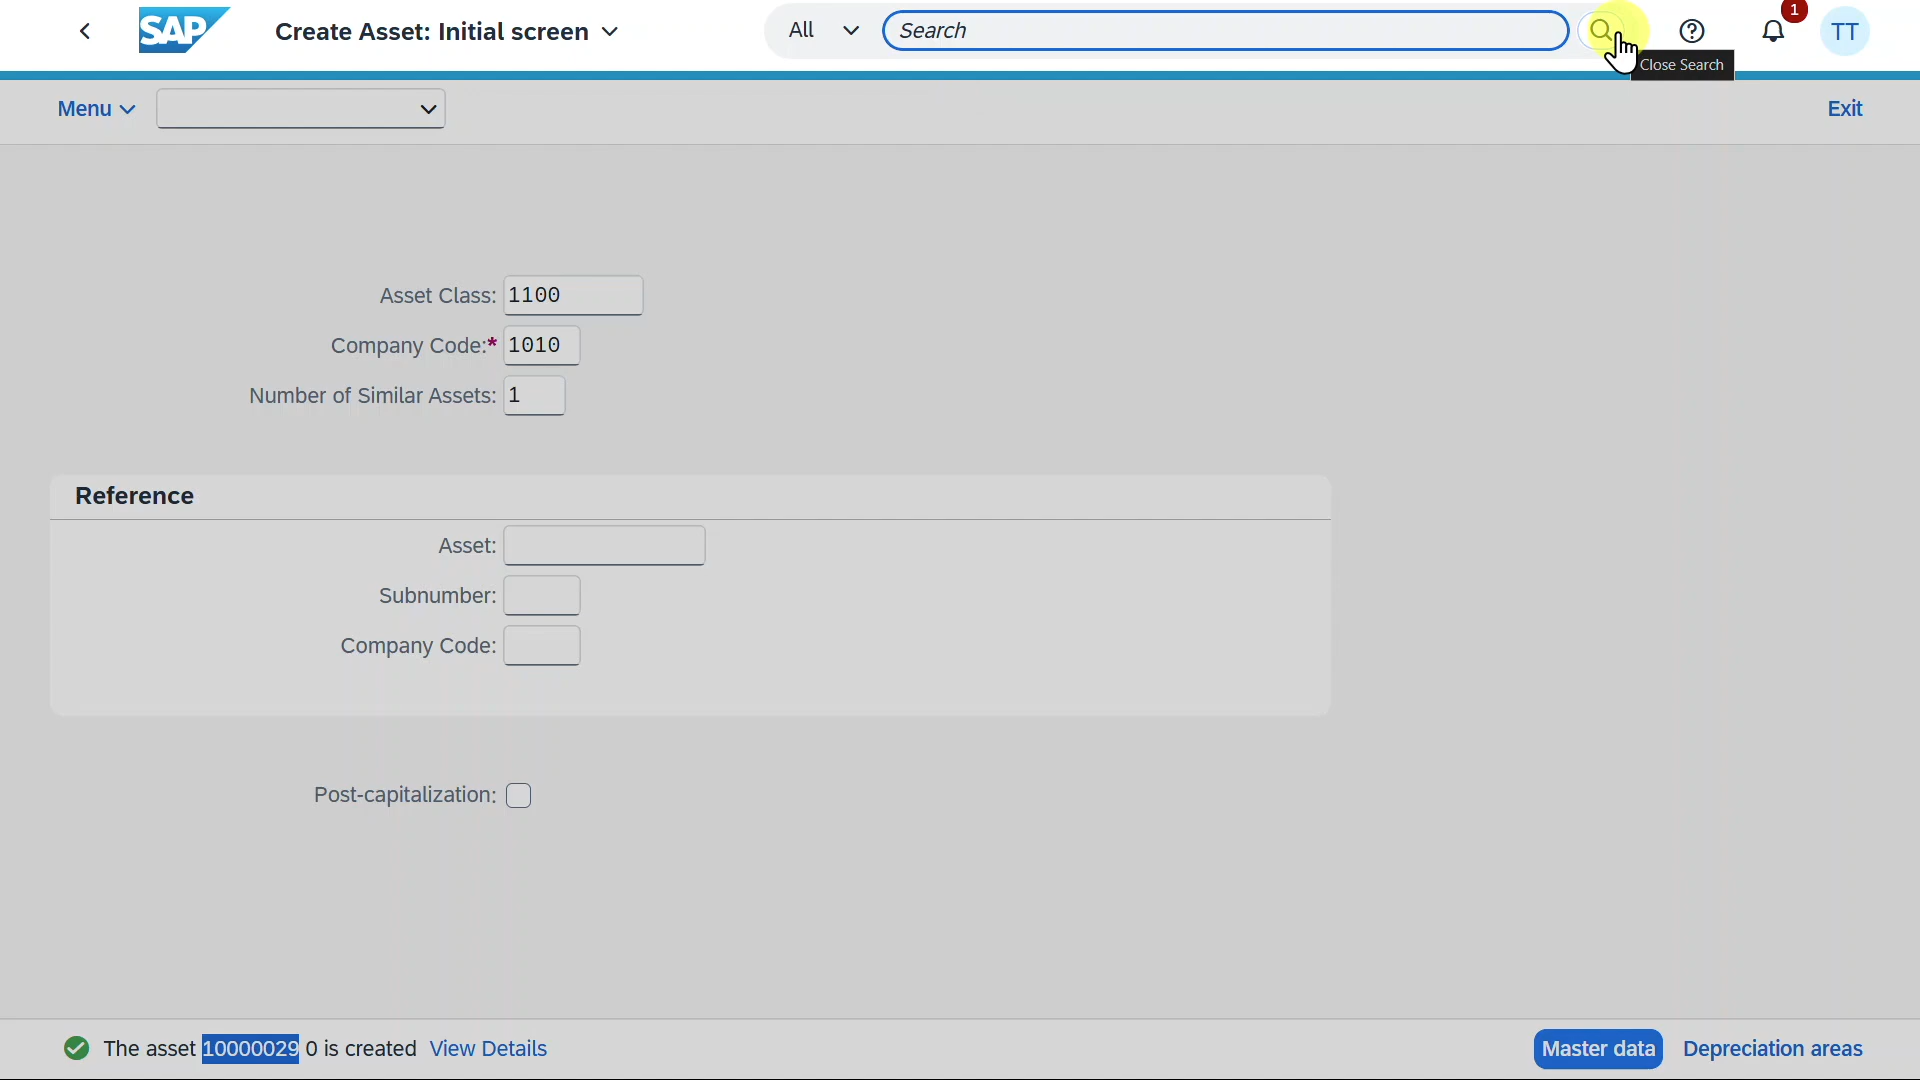 SAP Create Asset: Initial screen All Search 1 TT
Close Search
Menu Exit
Asset Class: 1100
Company Code:* 1010
Number of Similar Assets: 1
Reference
Asset:
Subnumber:
Company Code:
Post-capitalization:
The asset 10000029 0 is created View Details Master data Depreciation areas